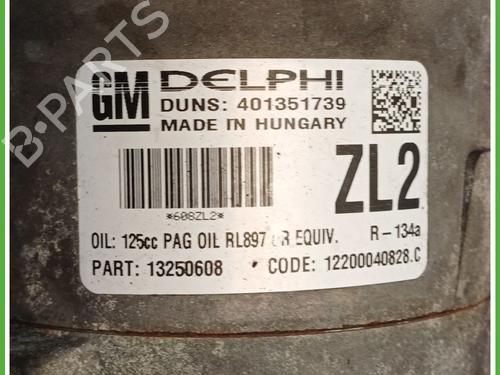 B-PARTS
GM DELPHI
DUNS: 401351739
MADE IN HUNGARY
*608ZL2*
ZL2
OIL: 125cc PAG OIL RL897 OR EQUIV. R-134a
PART: 13250608 CODE: 12200040828.C